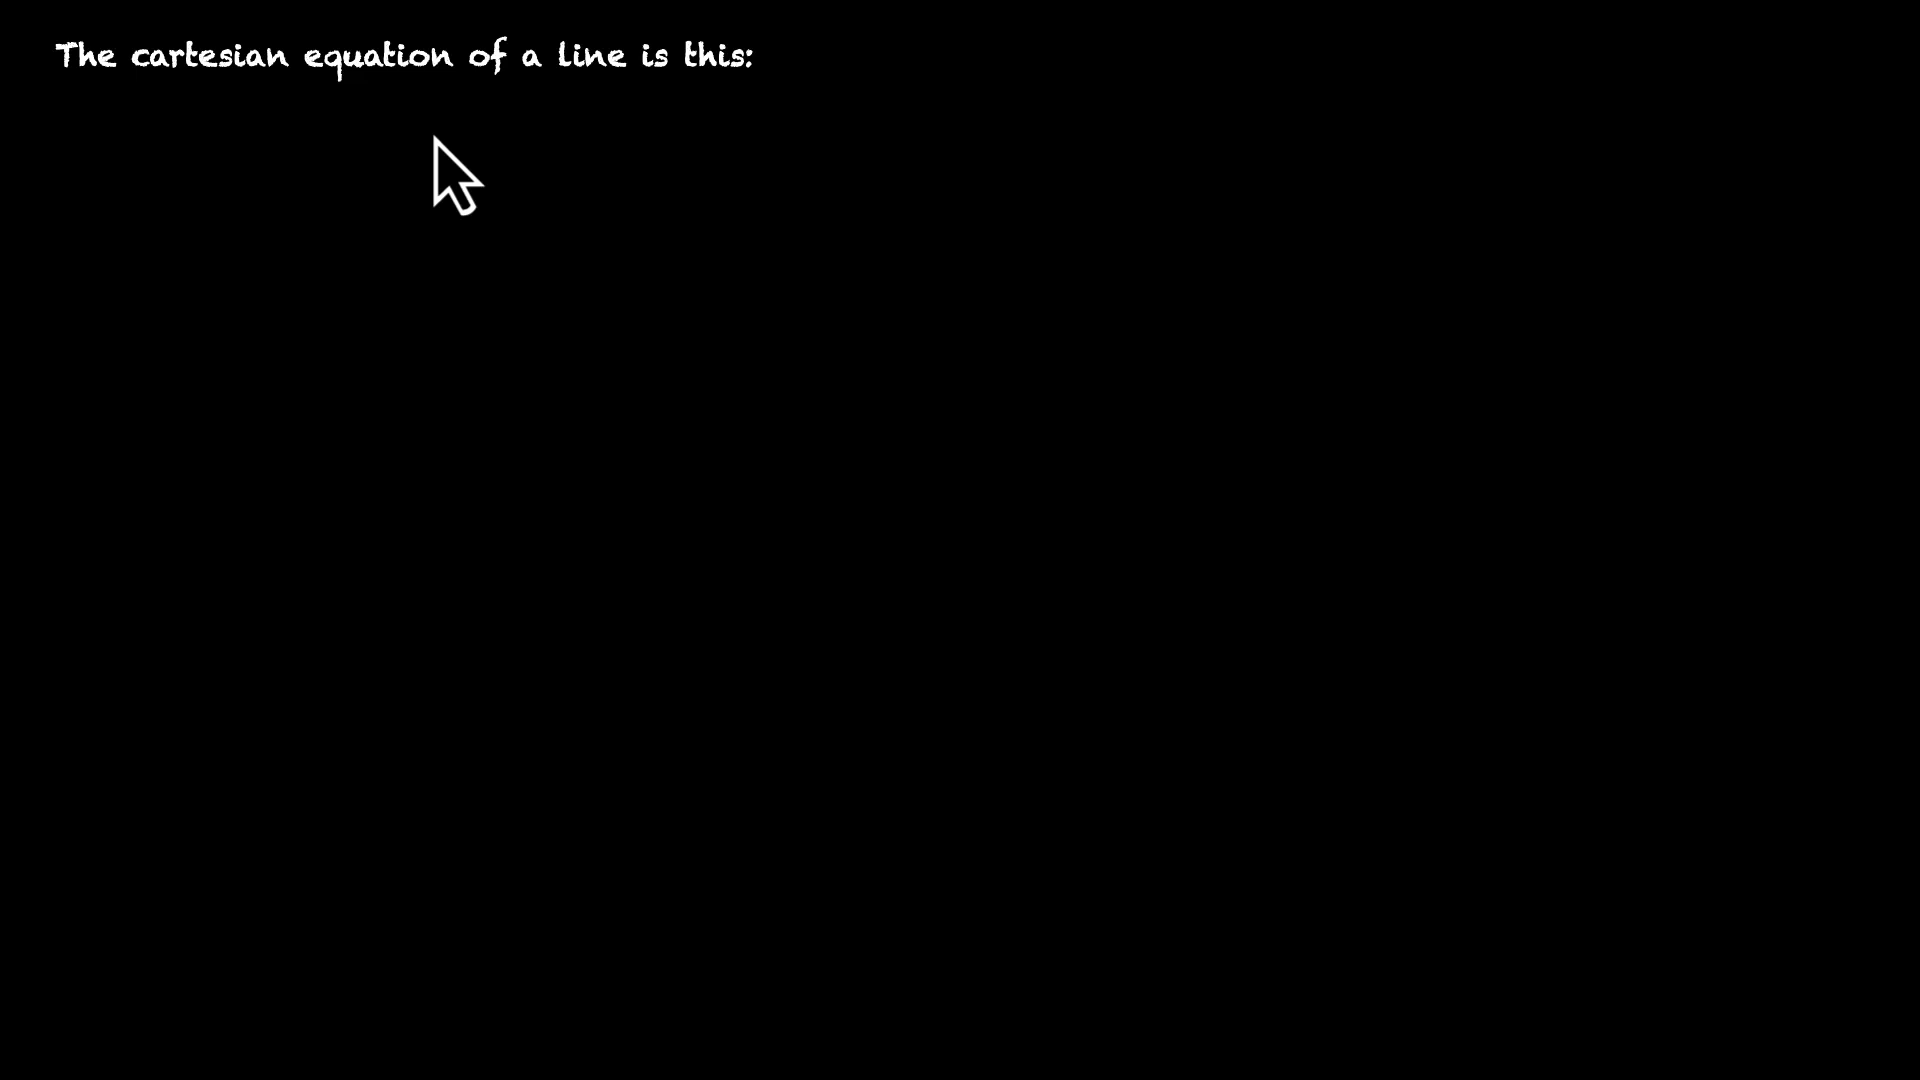 The cartesian equation of a line is this: